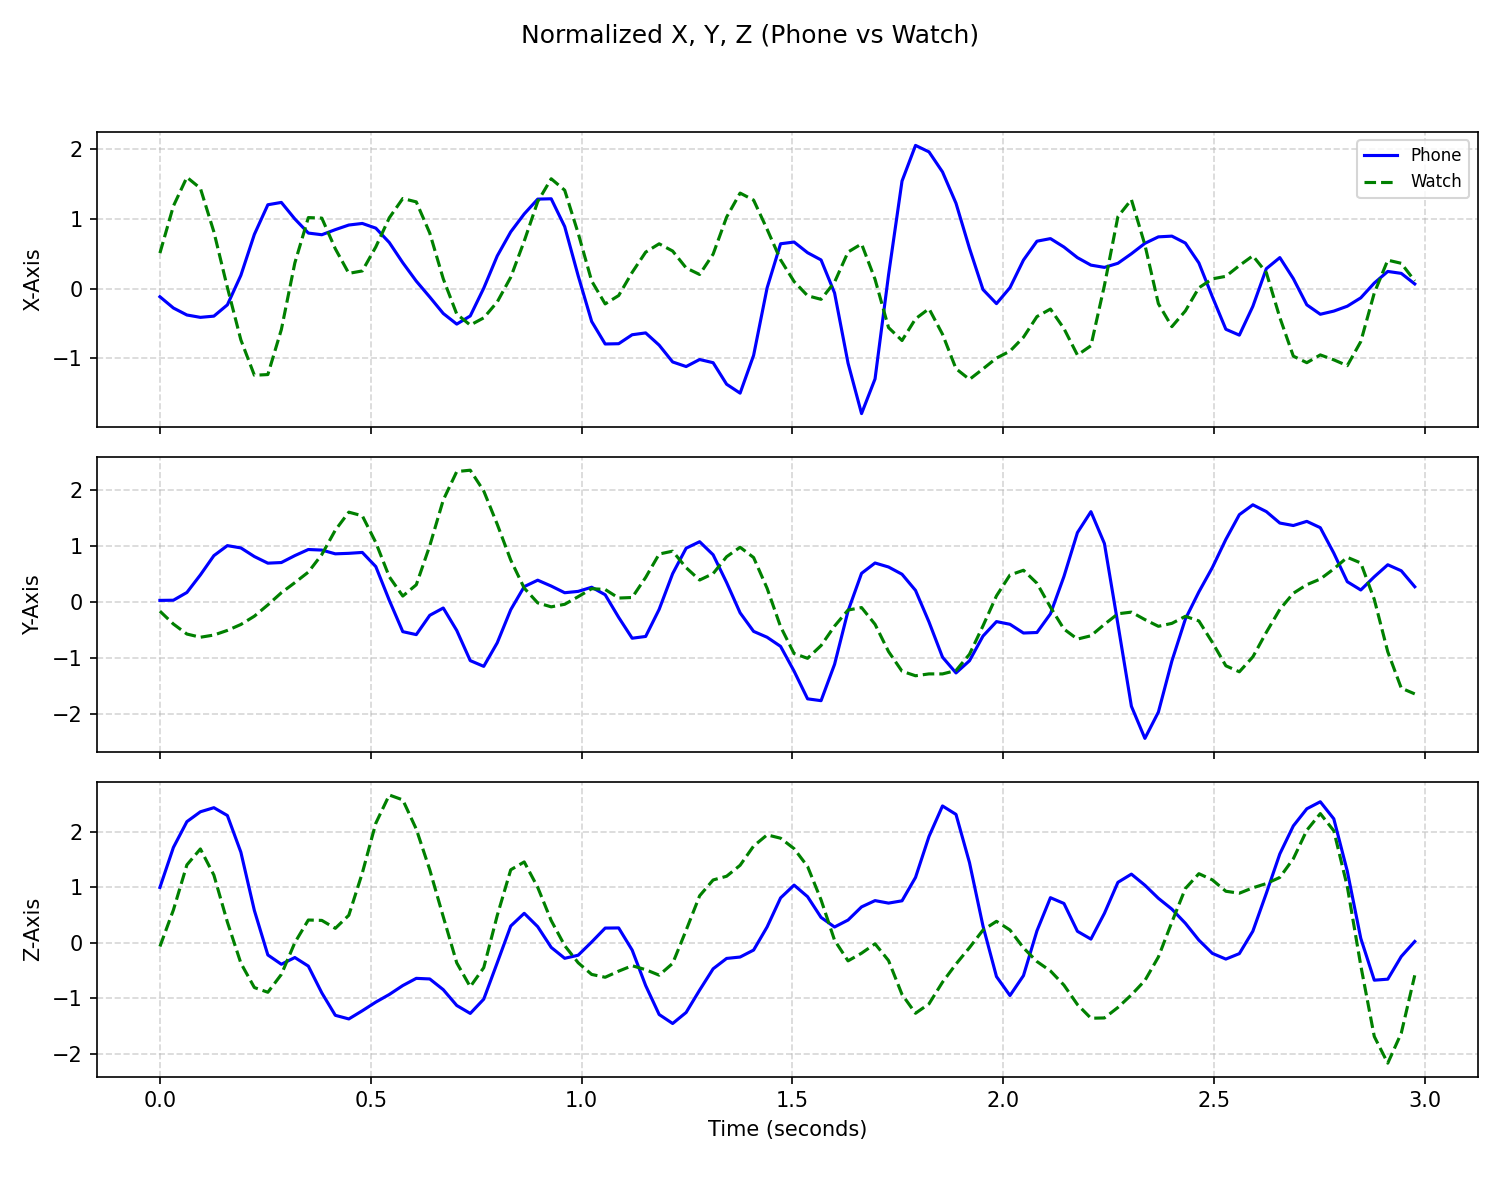 Normalized X, Y, Z (Phone vs Watch)
X-Axis
2
1
0
−1
Phone
Watch
Y-Axis
2
1
0
−1
−2
Z-Axis
2
1
0
−1
−2
0.0 0.5 1.0 1.5 2.0 2.5 3.0
Time (seconds)